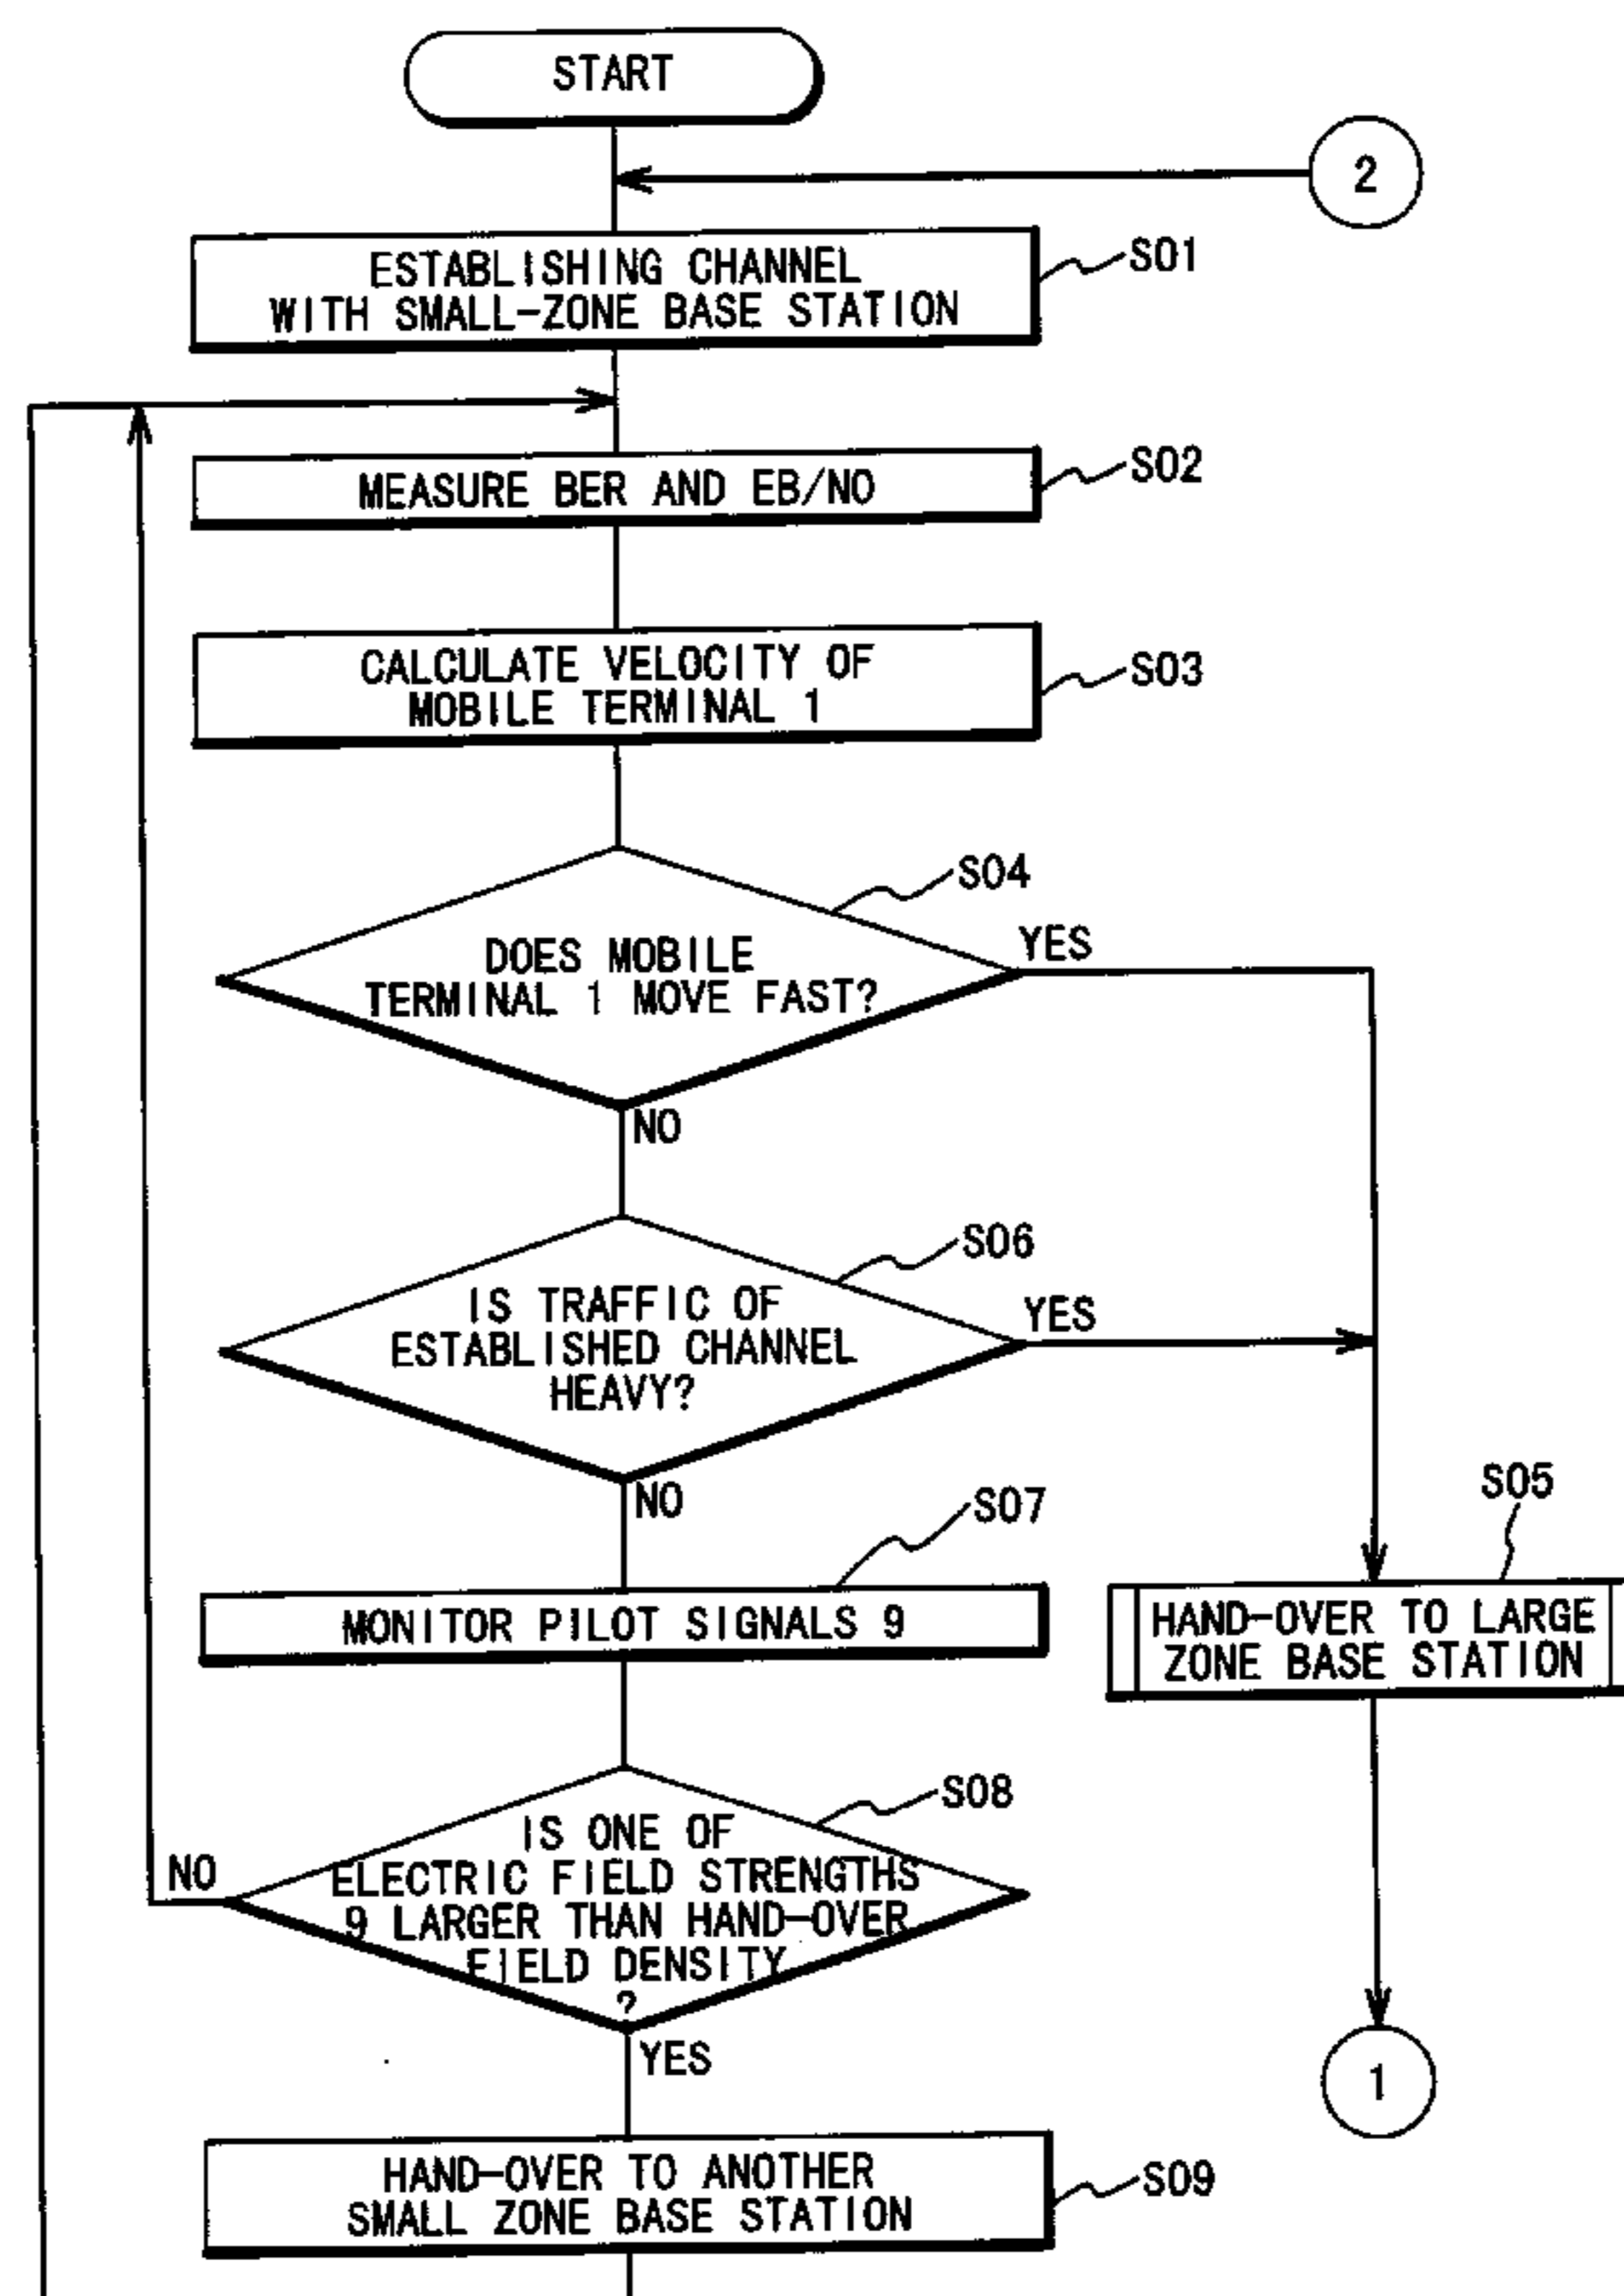 START
2
ESTABLISHING CHANNEL
WITH SMALL-ZONE BASE STATION
S01
MEASURE BER AND EB/NO
S02
CALCULATE VELOCITY OF
MOBILE TERMINAL 1
S03
S04
DOES MOBILE
TERMINAL 1 MOVE FAST?
YES
NO
S06
IS TRAFFIC OF
ESTABLISHED CHANNEL
HEAVY?
YES
NO
S07
MONITOR PILOT SIGNALS 9
S05
HAND-OVER TO LARGE
ZONE BASE STATION
S08
IS ONE OF
ELECTRIC FIELD STRENGTHS
9 LARGER THAN HAND-OVER
FIELD DENSITY
?
NO
YES
1
HAND-OVER TO ANOTHER
SMALL ZONE BASE STATION
S09